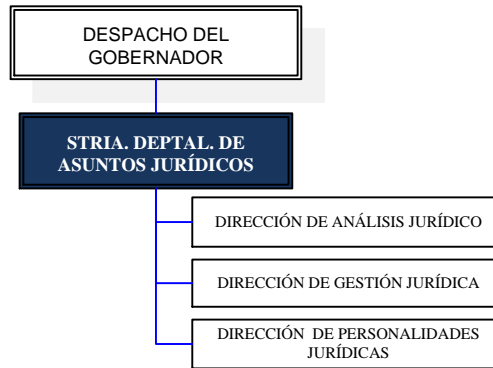 DESPACHO DEL
GOBERNADOR
STRIA. DEPTAL. DE
ASUNTOS JURÍDICOS
DIRECCIÓN DE ANÁLISIS JURÍDICO
DIRECCIÓN DE GESTIÓN JURÍDICA
DIRECCIÓN DE PERSONALIDADES
JURÍDICAS